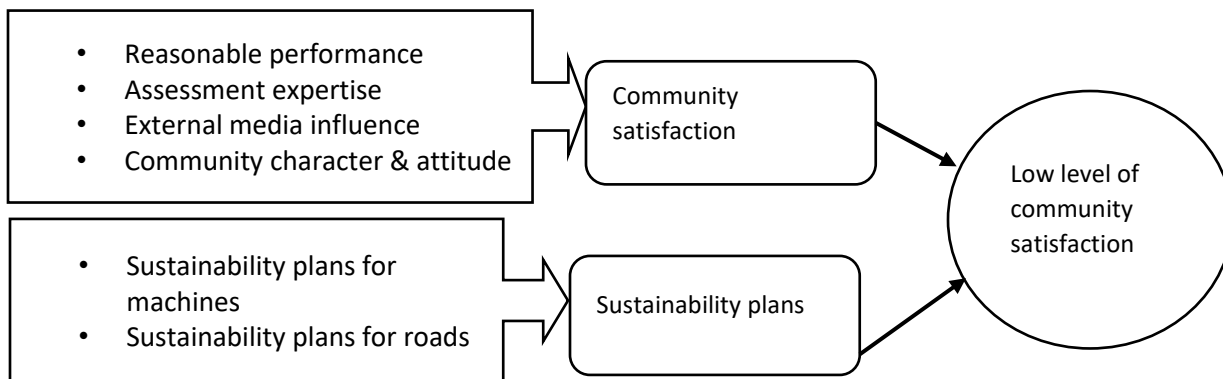 • Reasonable performance
• Assessment expertise
• External media influence
• Community character & attitude
Community
satisfaction
Low level of
community
satisfaction
• Sustainability plans for
machines
• Sustainability plans for roads
Sustainability plans